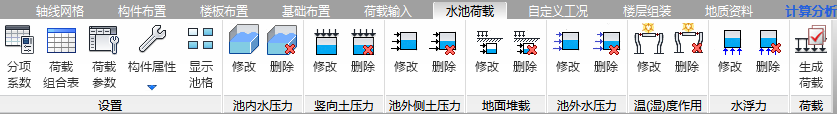 轴线网格 构件布置 楼板布置 基础布置 荷载输入 水池荷载 自定义工况 楼层组装 地质资料 计算分析
分项系数 荷载组合表 荷载参数 构件属性 显示池格 修改 删除 修改 删除 修改 删除 修改 删除 修改 删除 修改 删除 修改 删除 生成荷载
设置 池内水压力 竖向土压力 池外侧土压力 地面堆载 池外水压力 温(湿)度作用 水浮力 荷载